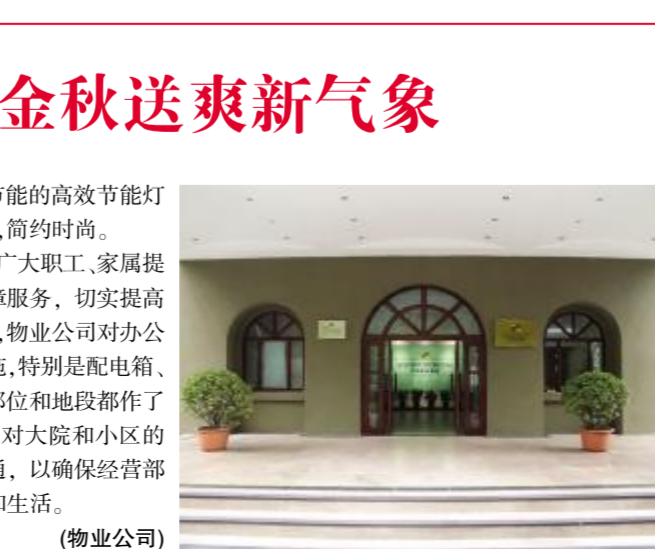 金秋送爽新气象
节能的高效节能灯
,简约时尚。
广大职工、家属提
障服务，切实提高
,物业公司对办公
施,特别是配电箱、
部位和地段都作了
对大院和小区的
通，以确保经营部
和生活。
(物业公司)